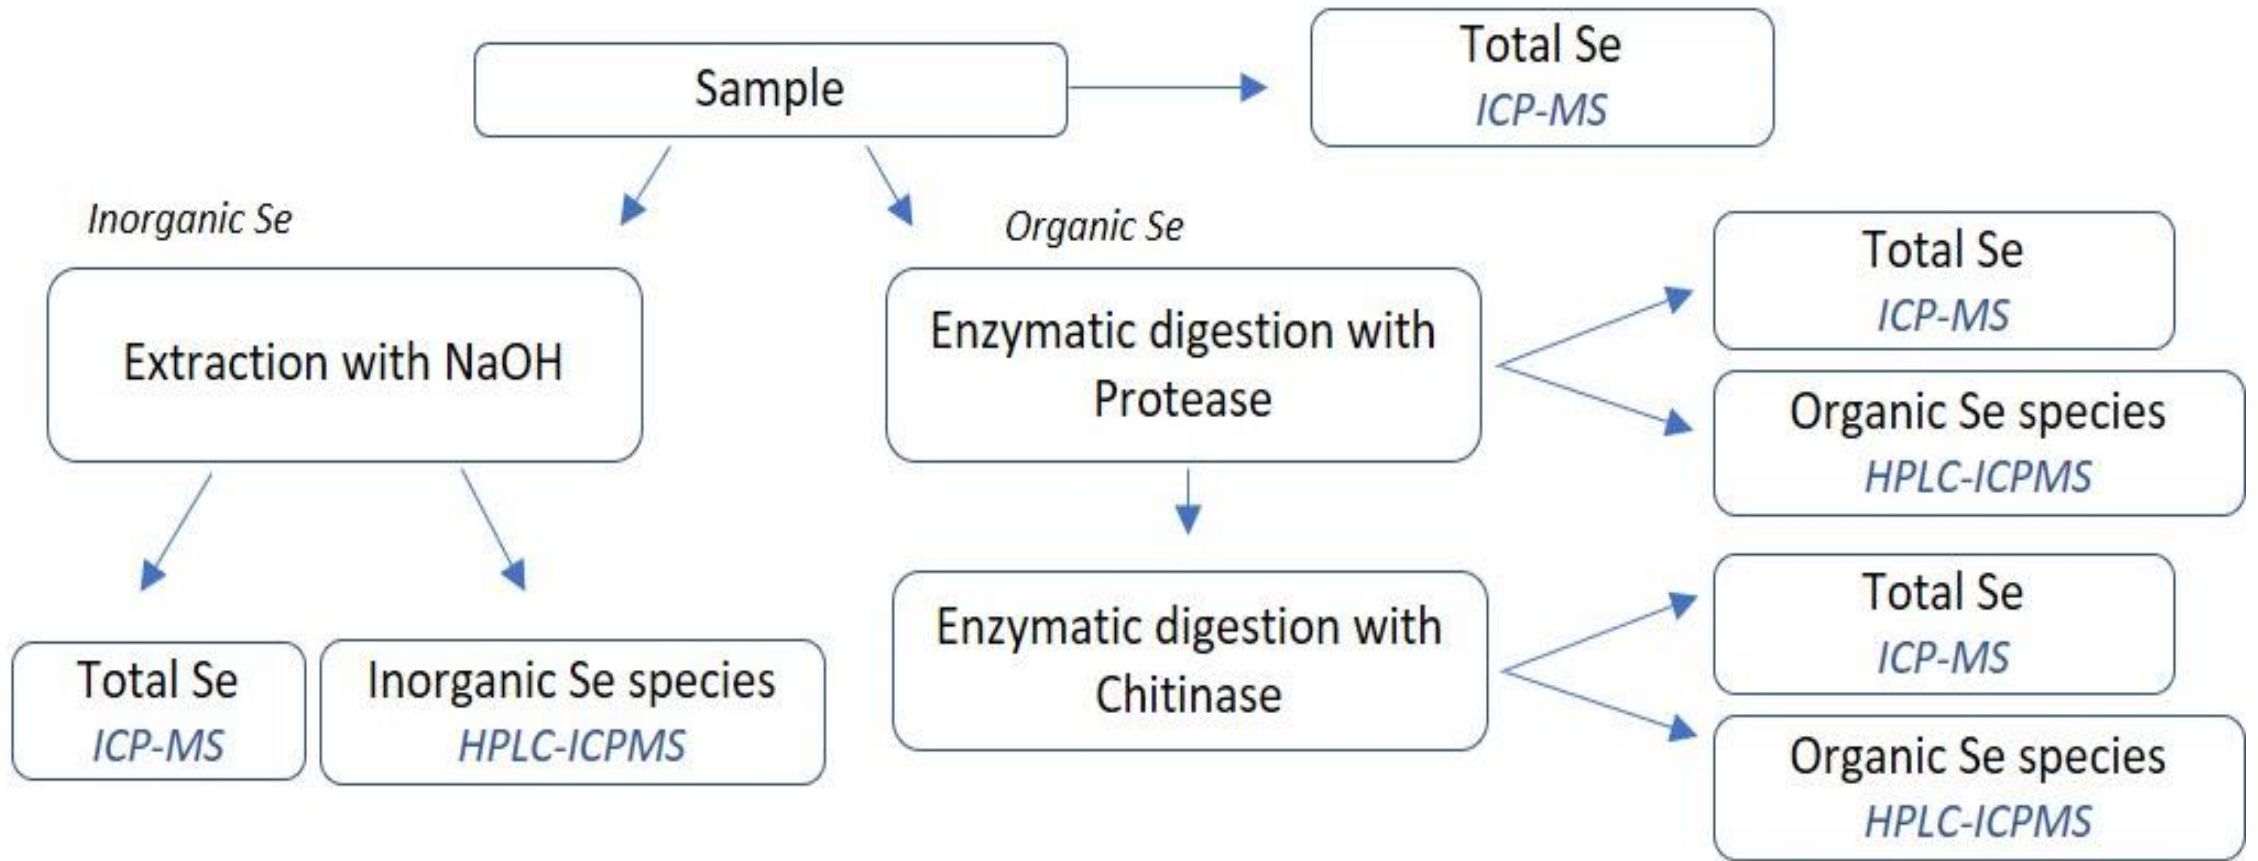 Sample
Total Se
ICP-MS
Inorganic Se
Organic Se
Extraction with NaOH
Enzymatic digestion with
Protease
Total Se
ICP-MS
Organic Se species
HPLC-ICPMS
Total Se
ICP-MS
Inorganic Se species
HPLC-ICPMS
Enzymatic digestion with
Chitinase
Total Se
ICP-MS
Organic Se species
HPLC-ICPMS